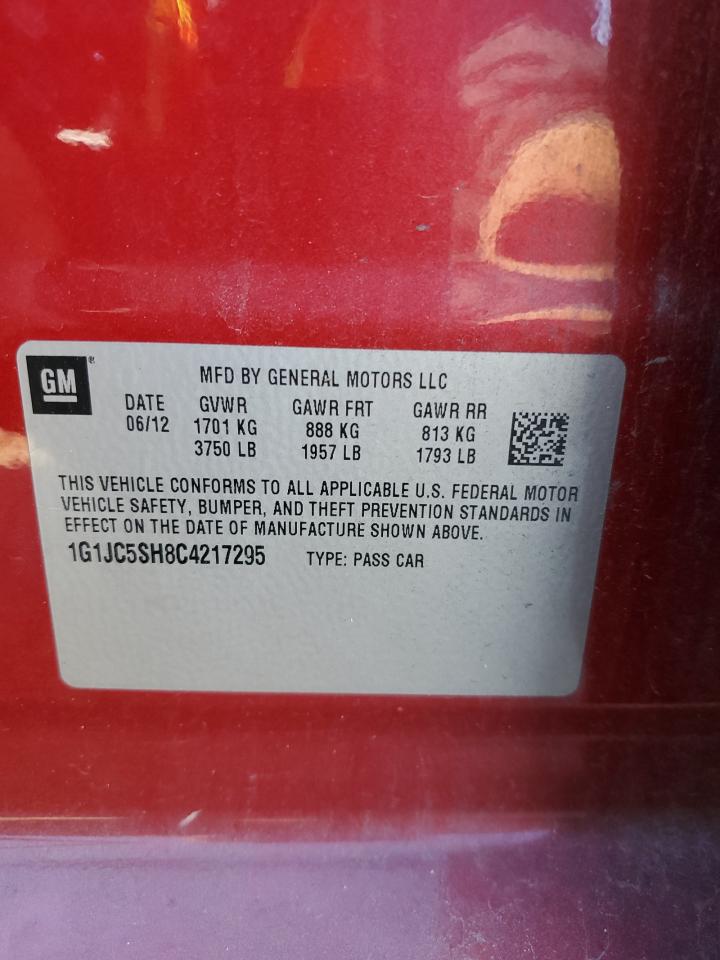 GM®
MFD BY GENERAL MOTORS LLC
DATE GVWR GAWR FRT GAWR RR
06/12 1701 KG 888 KG 813 KG
3750 LB 1957 LB 1793 LB
THIS VEHICLE CONFORMS TO ALL APPLICABLE U.S. FEDERAL MOTOR
VEHICLE SAFETY, BUMPER, AND THEFT PREVENTION STANDARDS IN
EFFECT ON THE DATE OF MANUFACTURE SHOWN ABOVE.
1G1JC5SH8C4217295 TYPE: PASS CAR